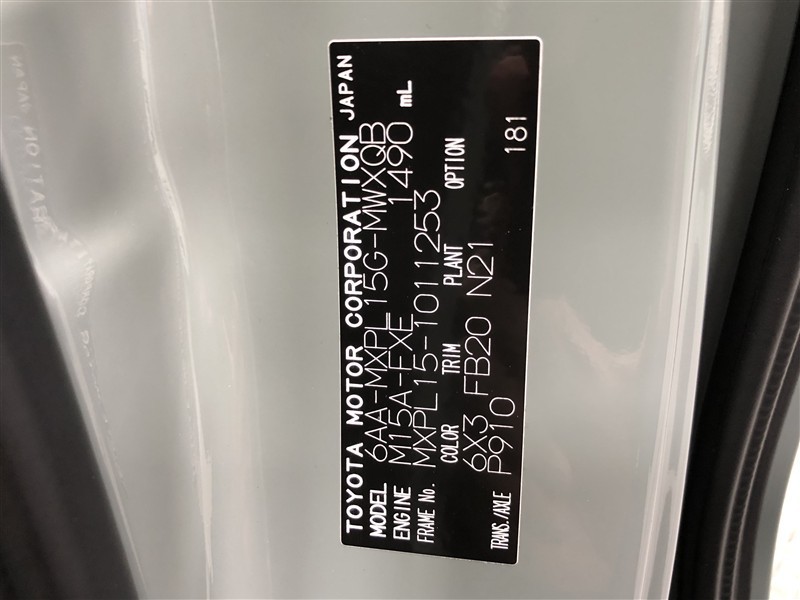 TOYOTA MOTOR CORPORATION JAPAN
MODEL 6AA-MXPL15G-MWXQB
ENGINE M15A-FXE 1490 mL
FRAME No. MXPL15-1011253
COLOR TRIM PLANT OPTION
6X3 FB20 N21
TRANS./AXLE P910 181